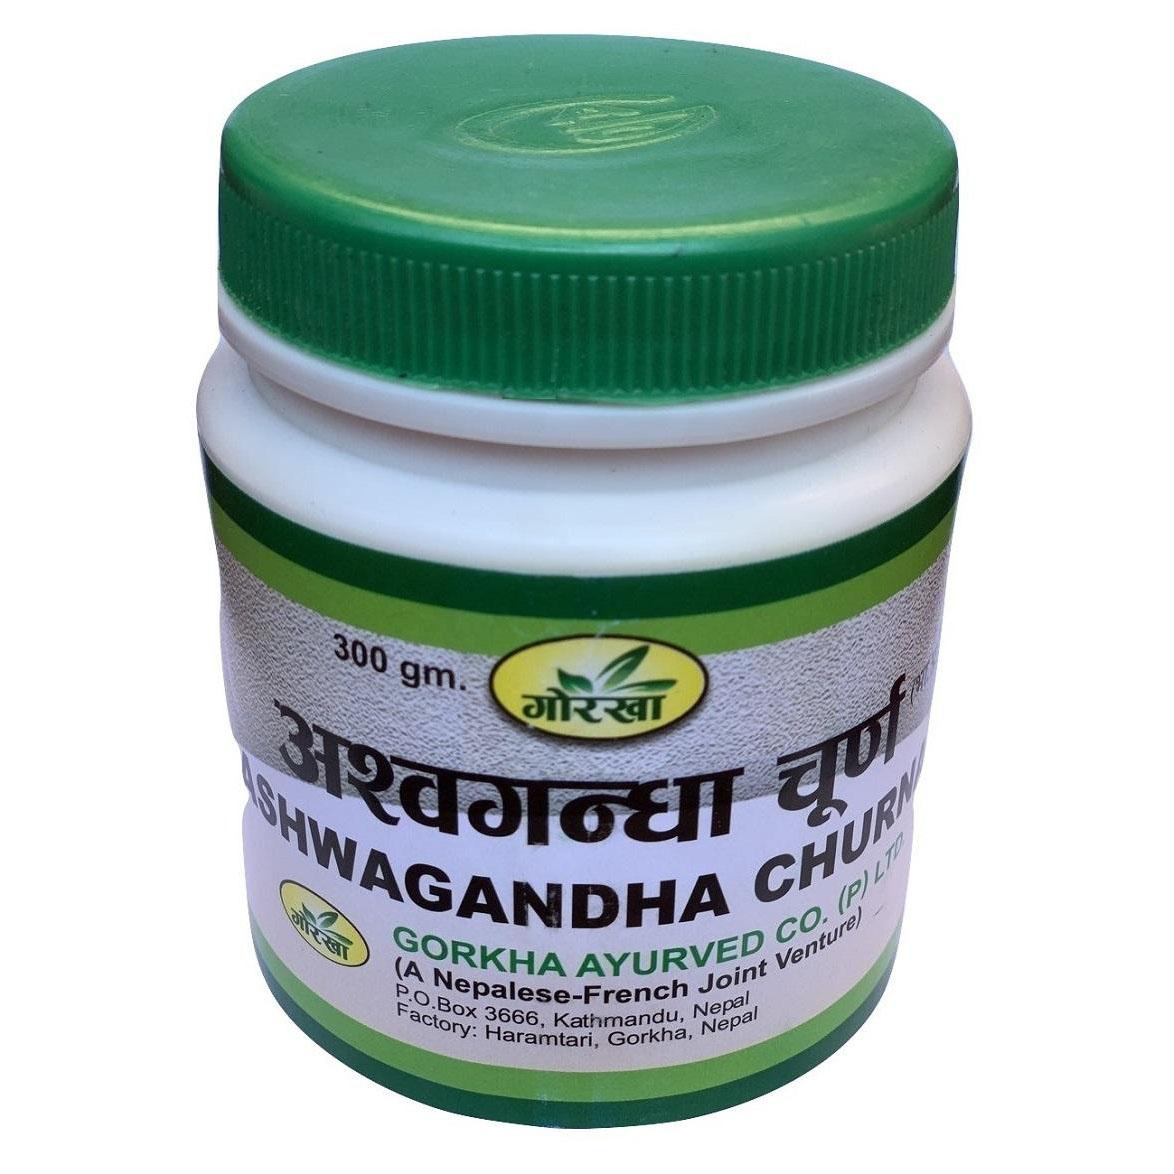 300 gm.
गोरखा
अश्वगन्धा चूर्ण
ASHWAGANDHA CHURNA
गोरखा
GORKHA AYURVED CO. (P) LTD.
(A Nepalese-French Joint Venture)
P.O.Box 3666, Kathmandu, Nepal
Factory: Haramtari, Gorkha, Nepal